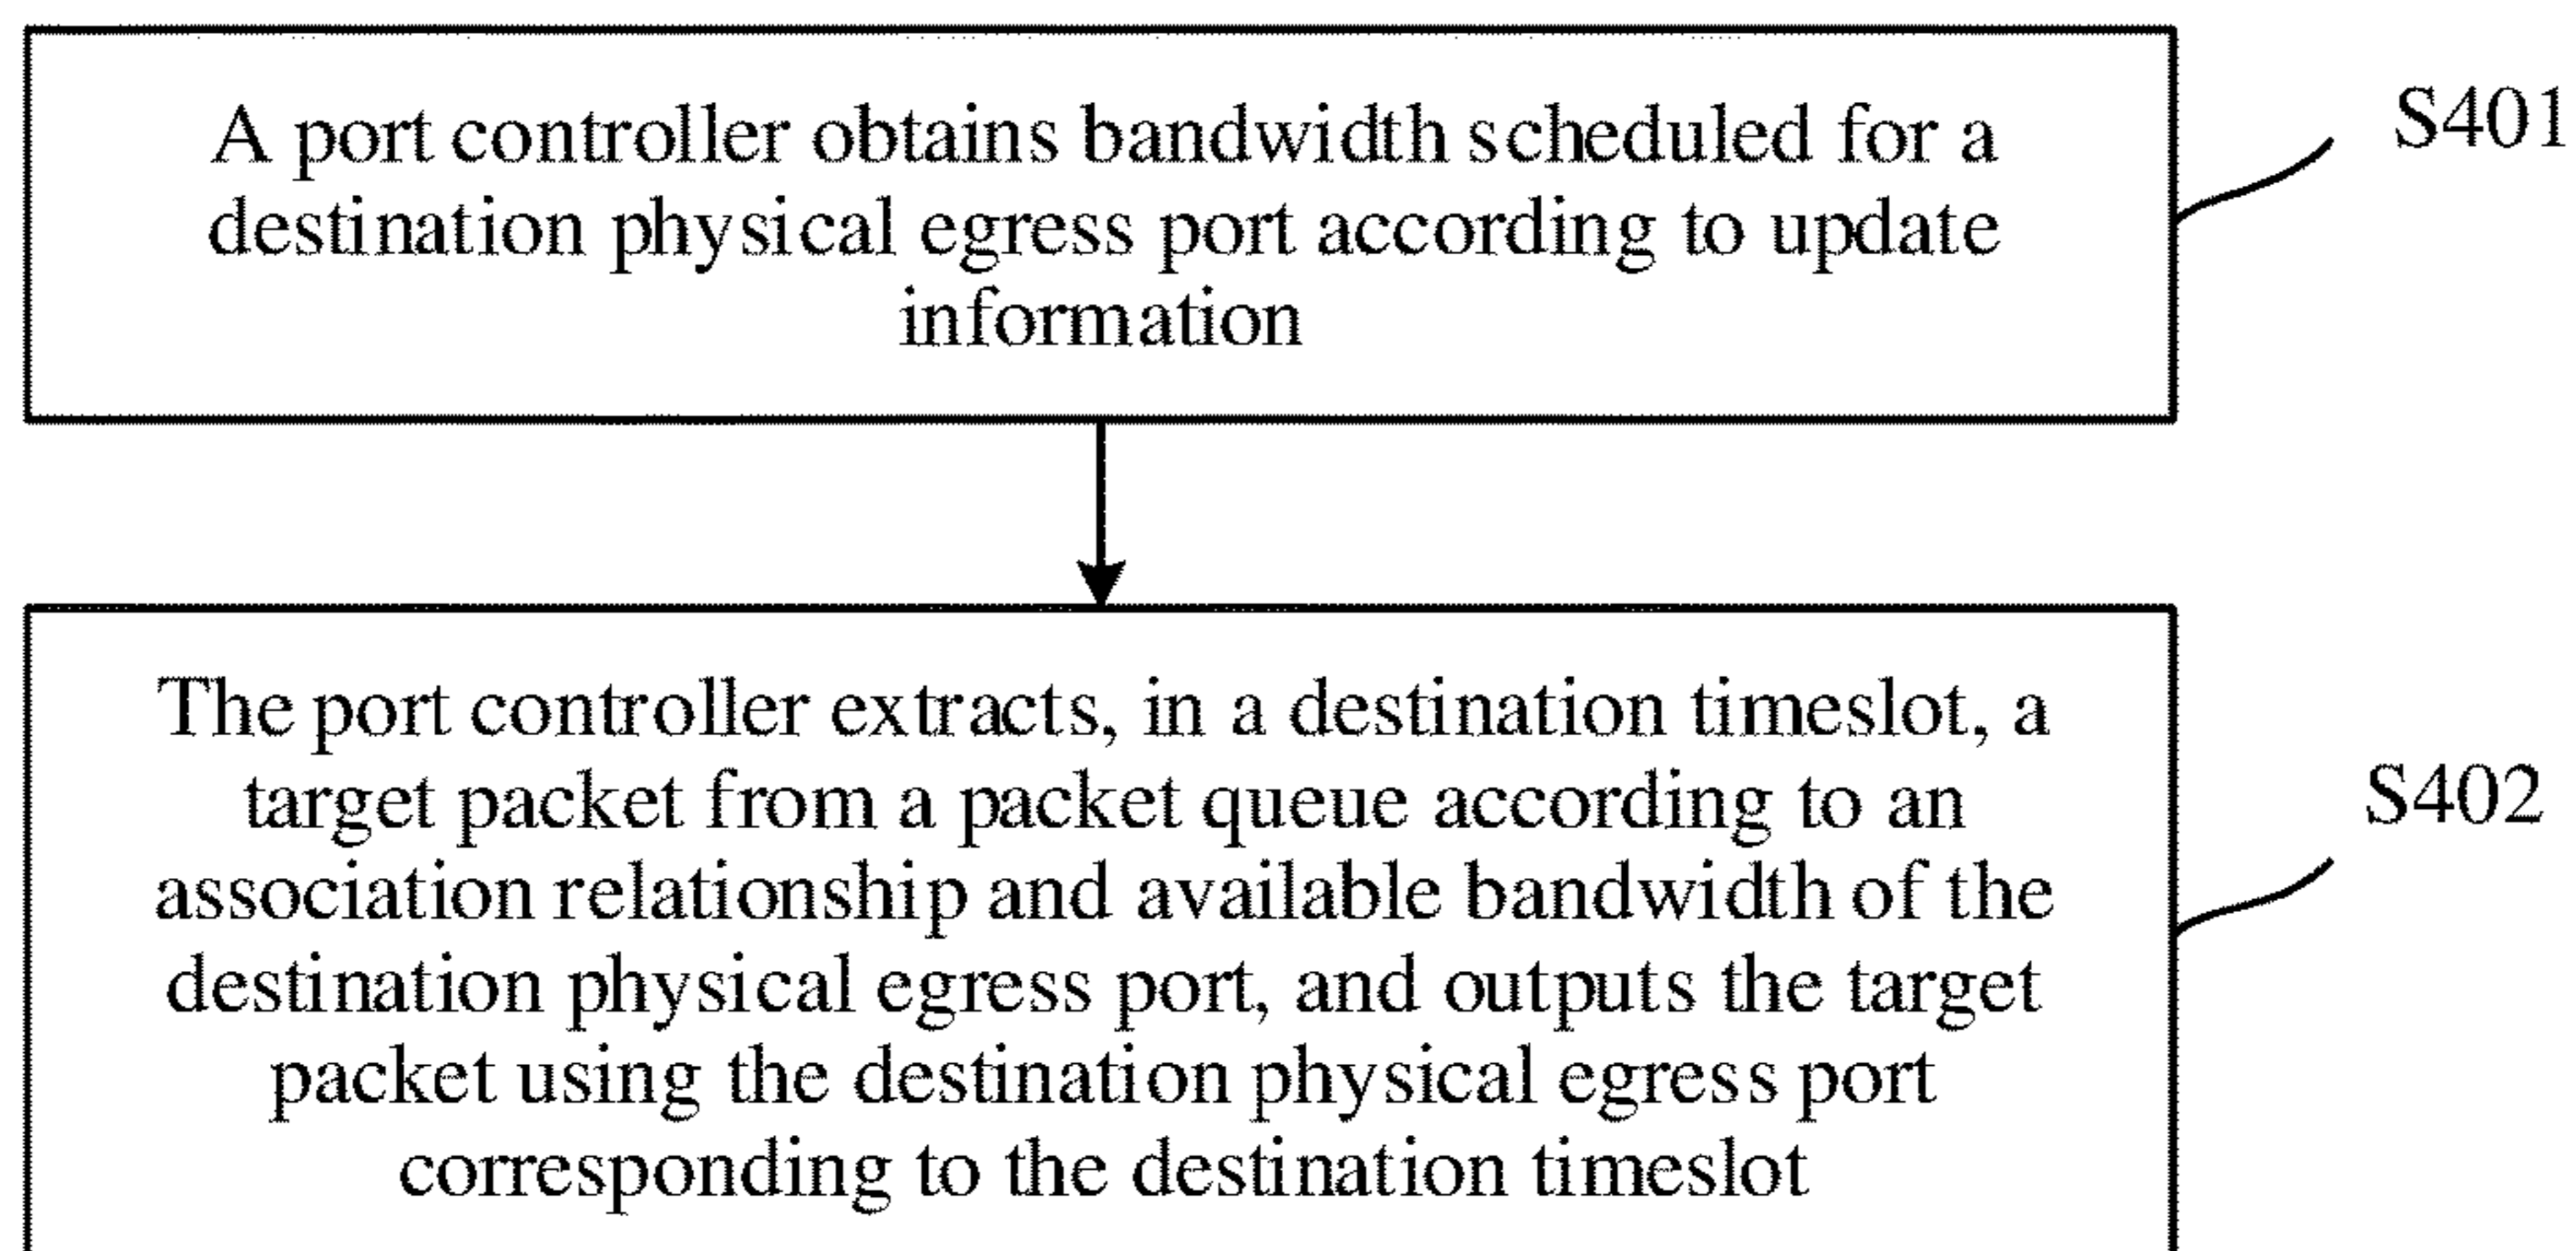 A port controller obtains bandwidth scheduled for a
destination physical egress port according to update
information
S401
The port controller extracts, in a destination timeslot, a
target packet from a packet queue according to an
association relationship and available bandwidth of the
destination physical egress port, and outputs the target
packet using the destination physical egress port
corresponding to the destination timeslot
S402